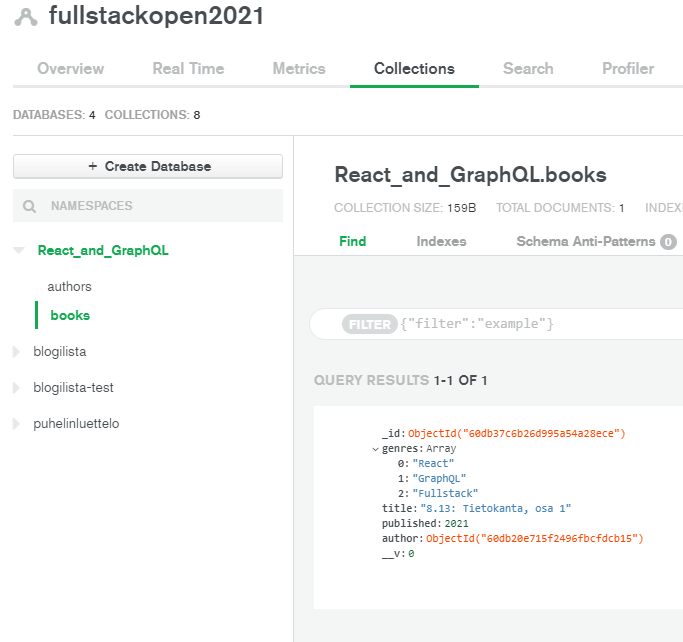 fullstackopen2021
Overview Real Time Metrics Collections Search Profiler
DATABASES: 4 COLLECTIONS: 8
+ Create Database
NAMESPACES
React_and_GraphQL
authors
books
blogilista
blogilista-test
puhelinluettelo
React_and_GraphQL.books
COLLECTION SIZE: 159B TOTAL DOCUMENTS: 1 INDEX
Find Indexes Schema Anti-Patterns 0
FILTER {"filter":"example"}
QUERY RESULTS 1-1 OF 1
_id: ObjectId("60db37c6b26d995a54a28ece")
genres: Array
0: "React"
1: "GraphQL"
2: "Fullstack"
title: "8.13: Tietokanta, osa 1"
published: 2021
author: ObjectId("60db20e715f2496fbcfdcb15")
__v: 0